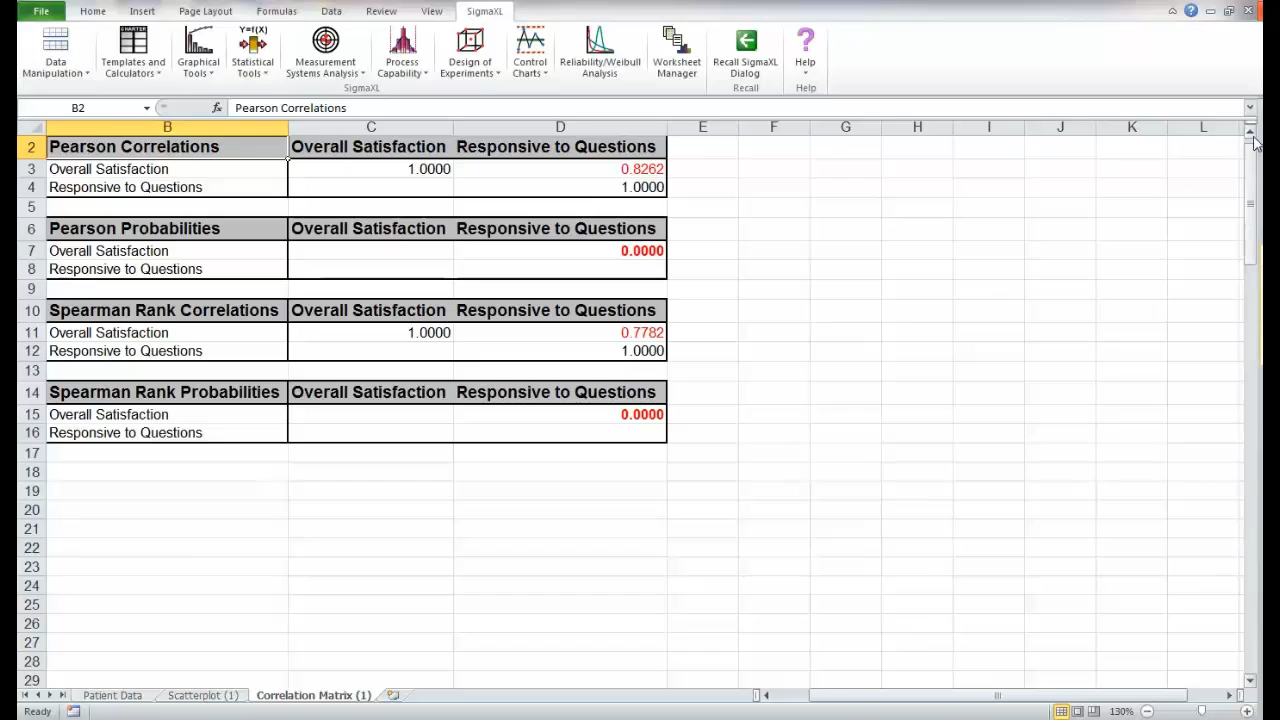 File Home Insert Page Layout Formulas Data Review View SigmaXL
Data Manipulation
Templates and Calculators
Graphical Tools
Statistical Tools
Measurement Systems Analysis
Process Capability
Design of Experiments
Control Charts
Reliability/Weibull Analysis
Worksheet Manager
Recall SigmaXL Dialog
Help
Y=f(X)
CHARTER
SigmaXL Recall Help
B2 fx Pearson Correlations
B C D E F G H I J K L
2 Pearson Correlations Overall Satisfaction Responsive to Questions
3 Overall Satisfaction 1.0000 0.8262
4 Responsive to Questions 1.0000
5
6 Pearson Probabilities Overall Satisfaction Responsive to Questions
7 Overall Satisfaction 0.0000
8 Responsive to Questions
9
10 Spearman Rank Correlations Overall Satisfaction Responsive to Questions
11 Overall Satisfaction 1.0000 0.7782
12 Responsive to Questions 1.0000
13
14 Spearman Rank Probabilities Overall Satisfaction Responsive to Questions
15 Overall Satisfaction 0.0000
16 Responsive to Questions
17
18
19
20
21
22
23
24
25
26
27
28
29
Patient Data Scatterplot (1) Correlation Matrix (1)
Ready 130%